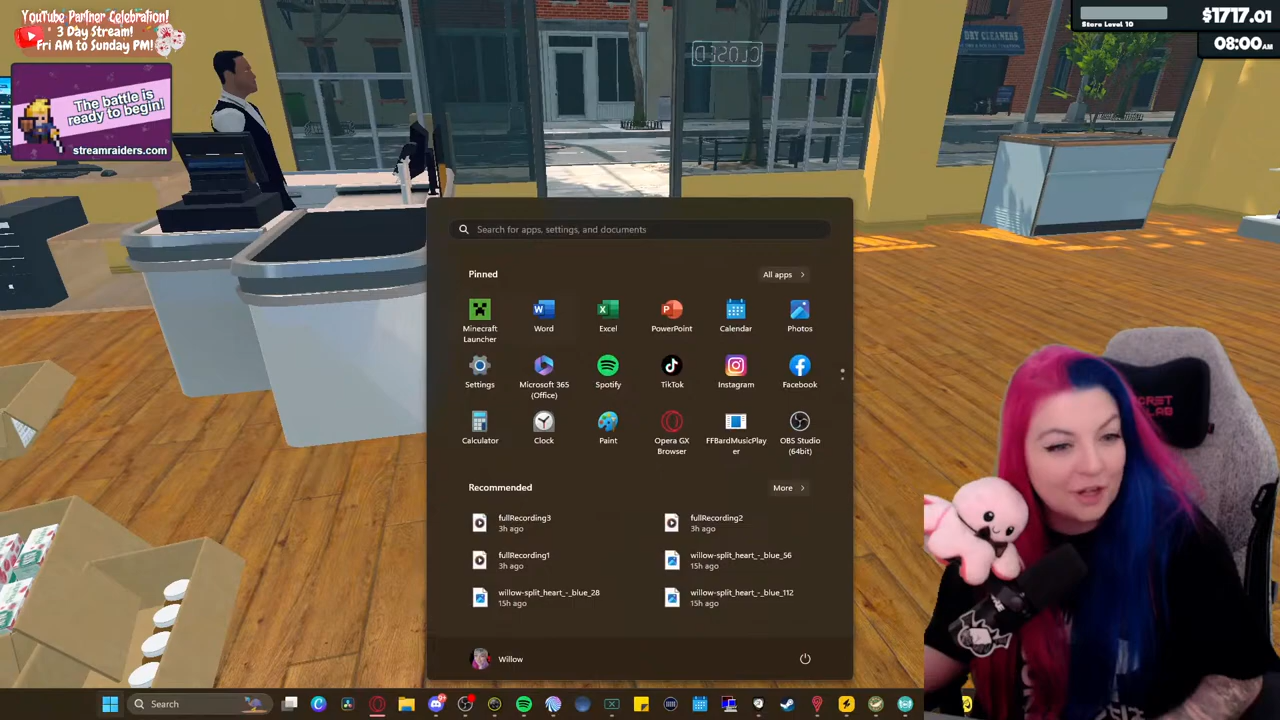 YouTube Partner Celebration!
3 Day Stream!
Fri AM to Sunday PM!
The battle is
ready to begin!
streamraiders.com
CLOSED
DRY CLEANERS
$1717.01
Store Level 10
08:00AM
Search for apps, settings, and documents
Pinned
All apps
Minecraft
Launcher
Word
Excel
PowerPoint
Calendar
Photos
Settings
Microsoft 365
(Office)
Spotify
TikTok
Instagram
Facebook
Calculator
Clock
Paint
Opera GX
Browser
FFBardMusicPlay
er
OBS Studio
(64bit)
Recommended
More
fullRecording3
3h ago
fullRecording2
3h ago
fullRecording1
3h ago
willow-split_heart_-_blue_56
15h ago
willow-split_heart_-_blue_28
15h ago
willow-split_heart_-_blue_112
15h ago
Willow
Search